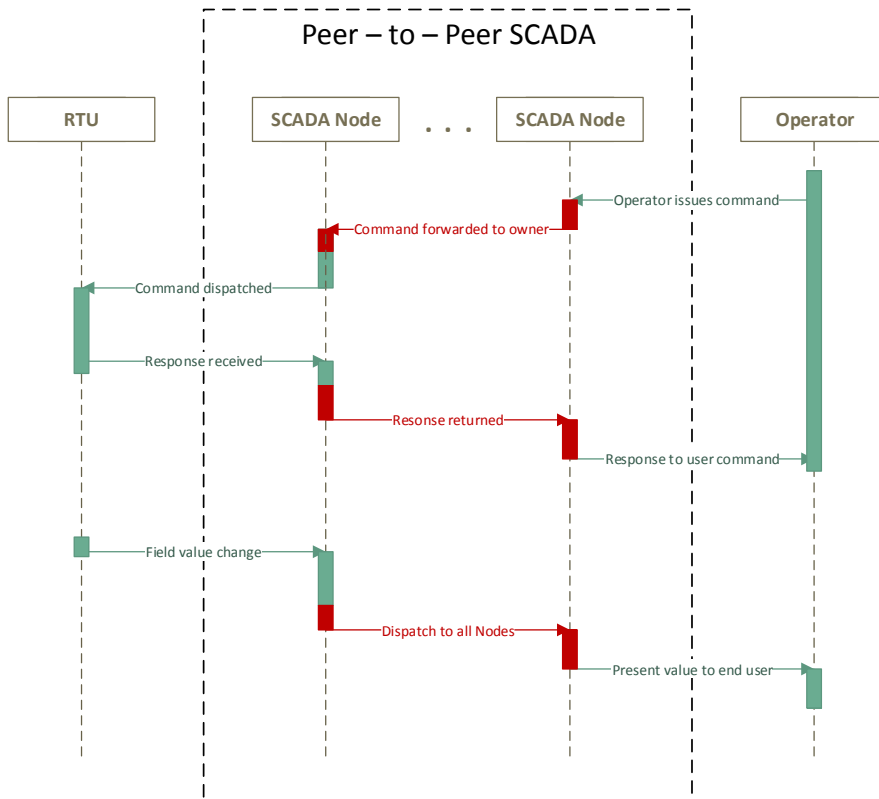 Peer – to – Peer SCADA
RTU
SCADA Node
. . .
SCADA Node
Operator
Operator issues command
Command forwarded to owner
Command dispatched
Response received
Resonse returned
Response to user command
Field value change
Dispatch to all Nodes
Present value to end user